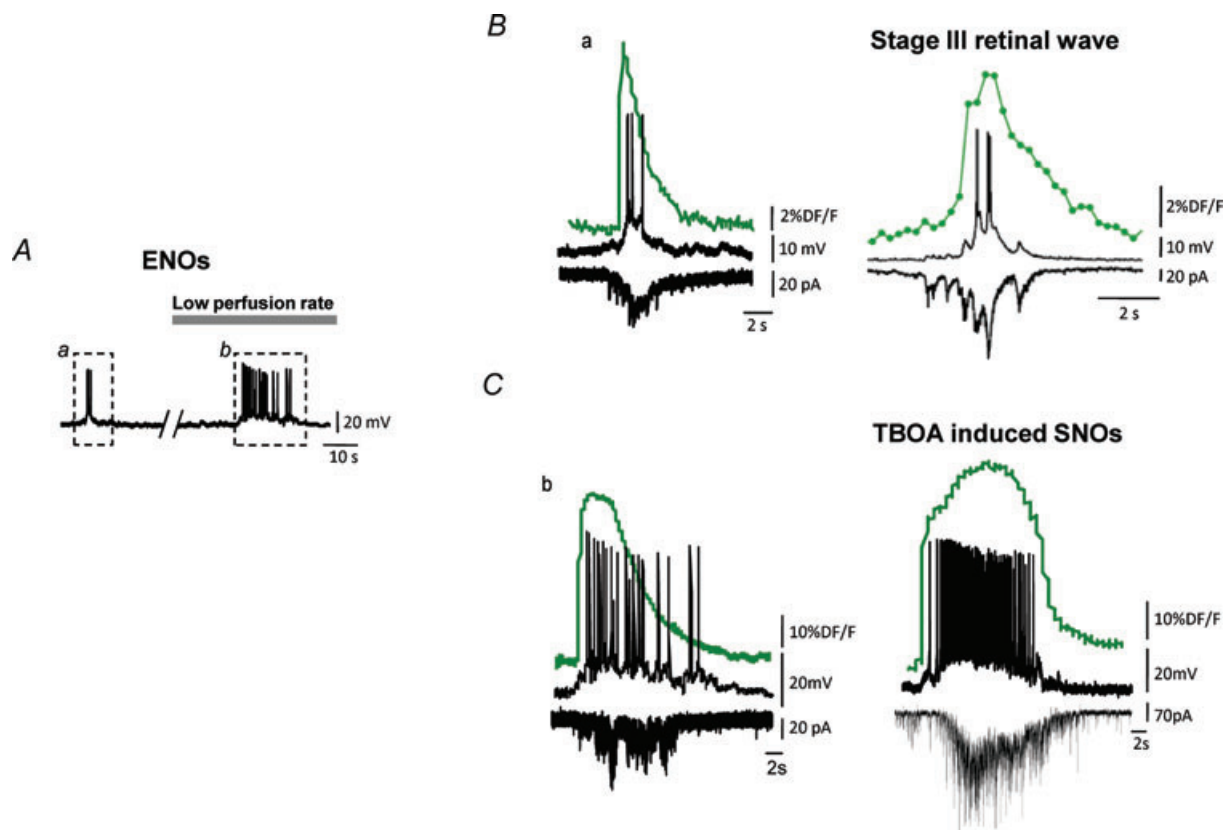 A
ENOs
Low perfusion rate
a
b
20 mV
10 s
B
a
Stage III retinal wave
2%DF/F
10 mV
20 pA
2 s
2%DF/F
10 mV
20 pA
2 s
C
TBOA induced SNOs
b
10%DF/F
20mV
20 pA
2s
10%DF/F
20mV
70pA
2s